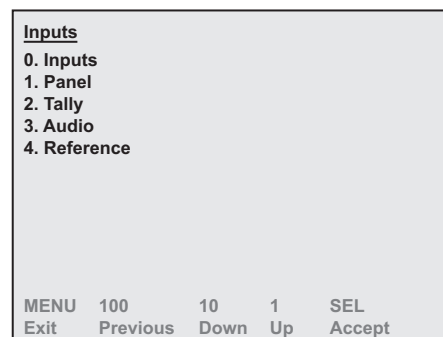 Inputs
0. Inputs
1. Panel
2. Tally
3. Audio
4. Reference
MENU 100 10 1 SEL
Exit Previous Down Up Accept